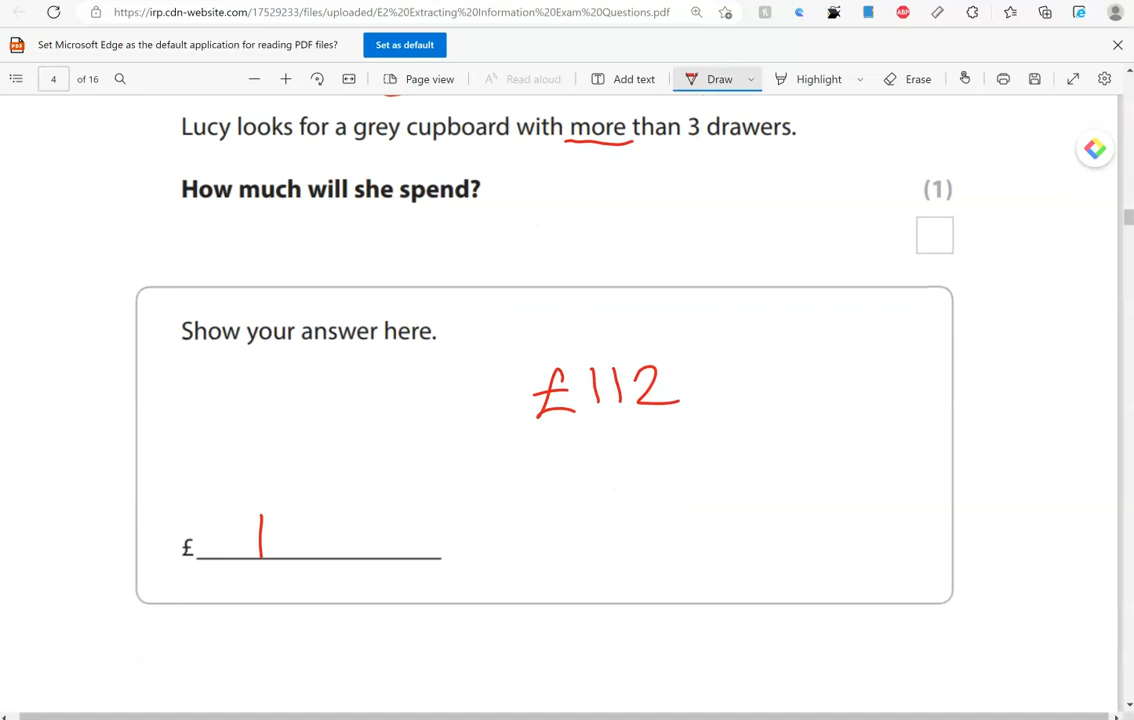 https://irp.cdn-website.com/17529233/files/uploaded/E2%20Extracting%20Information%20Exam%20Questions.pdf
Set Microsoft Edge as the default application for reading PDF files? Set as default
4 of 16 Page view Read aloud Add text Draw Highlight Erase
Lucy looks for a grey cupboard with more than 3 drawers.
How much will she spend? (1)
Show your answer here.
£112
£ 1